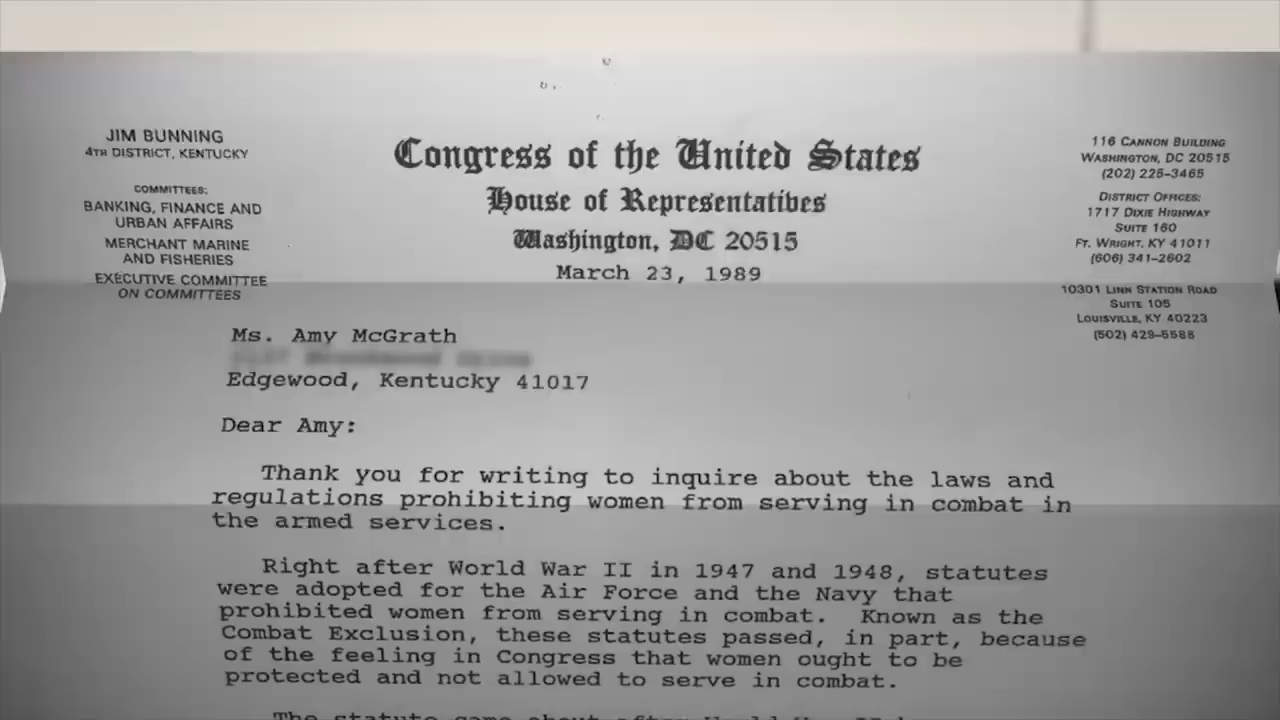 JIM BUNNING
4TH DISTRICT, KENTUCKY
COMMITTEES:
BANKING, FINANCE AND
URBAN AFFAIRS
MERCHANT MARINE
AND FISHERIES
EXECUTIVE COMMITTEE
ON COMMITTEES
Congress of the United States
House of Representatives
Washington, DC 20515
March 23, 1989
116 CANNON BUILDING
WASHINGTON, DC 20515
(202) 225-3465
DISTRICT OFFICES:
1717 DIXIE HIGHWAY
SUITE 160
FT. WRIGHT, KY 41011
(606) 341-2602
10301 LINN STATION ROAD
SUITE 105
LOUISVILLE, KY 40223
(502) 429-5588
Ms. Amy McGrath
Edgewood, Kentucky 41017
Dear Amy:
Thank you for writing to inquire about the laws and
regulations prohibiting women from serving in combat in
the armed services.
Right after World War II in 1947 and 1948, statutes
were adopted for the Air Force and the Navy that
prohibited women from serving in combat. Known as the
Combat Exclusion, these statutes passed, in part, because
of the feeling in Congress that women ought to be
protected and not allowed to serve in combat.